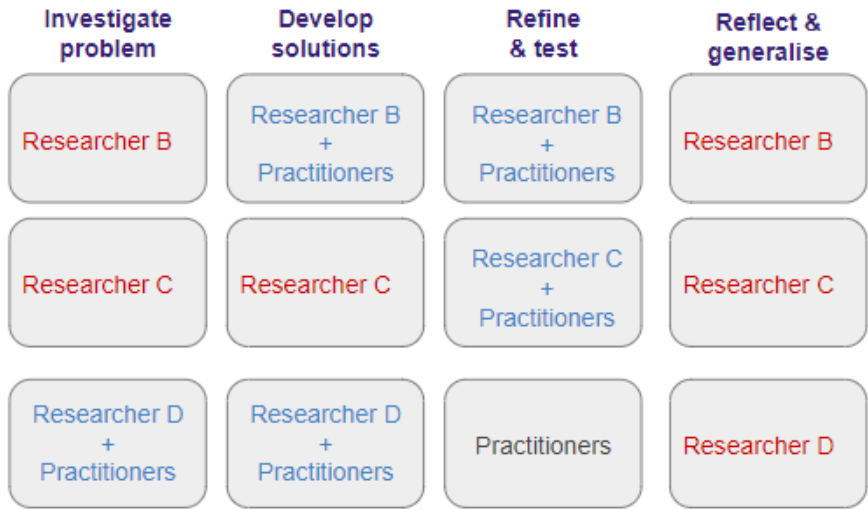 Investigate
problem
Develop
solutions
Refine
& test
Reflect &
generalise
Researcher B
Researcher B
+
Practitioners
Researcher B
+
Practitioners
Researcher B
Researcher C
Researcher C
Researcher C
+
Practitioners
Researcher C
Researcher D
+
Practitioners
Researcher D
+
Practitioners
Practitioners
Researcher D